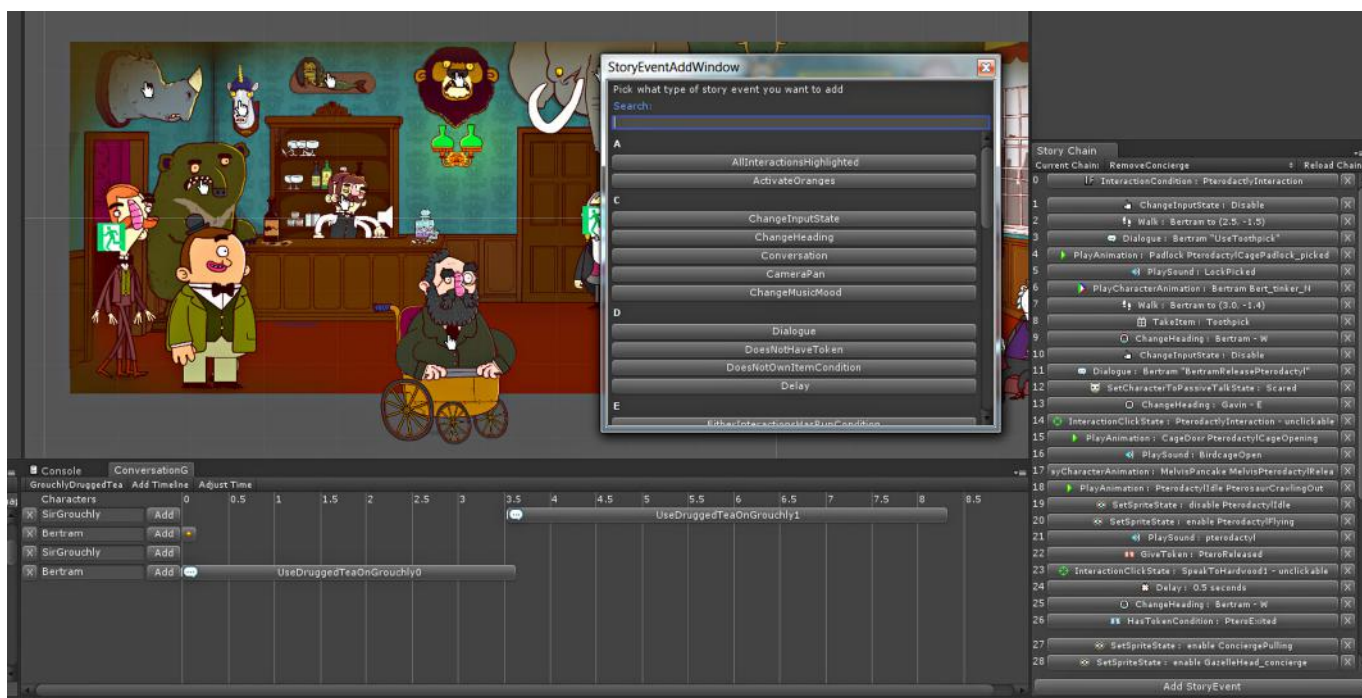 StoryEventAddWindow
Pick what type of story event you want to add
Search:
A
AllInteractionsHighlighted
ActivateOranges
C
ChangeInputState
ChangeHeading
Conversation
CameraPan
ChangeMusicMood
D
Dialogue
DoesNotHaveToken
DoesNotOwnItemCondition
Delay
E
EitherInteractionsHasRunCondition
Story Chain
Current Chain: RemoveConcierge Reload Chain
0 IF InteractionCondition : PterodactlyInteraction X
1 ChangeInputState : Disable X
2 Walk : Bertram to (2.5, -1.5) X
3 Dialogue : Bertram "UseToothpick" X
4 PlayAnimation : Padlock PterodactylCagePadlock_picked X
5 PlaySound : LockPicked X
6 PlayCharacterAnimation : Bertram Bert_tinker_N X
7 Walk : Bertram to (3.0, -1.4) X
8 TakeItem : Toothpick X
9 ChangeHeading : Bertram - W X
10 ChangeInputState : Disable X
11 Dialogue : Bertram "BertramReleasePterodactyl" X
12 SetCharacterToPassiveTalkState : Scared X
13 ChangeHeading : Gavin - E X
14 InteractionClickState : PterodactlyInteraction - unclickable X
15 PlayAnimation : CageDoor PterodactylCageOpening X
16 PlaySound : BirdcageOpen X
17 ayCharacterAnimation : MelvisPancake MelvisPterodactylRelea X
18 PlayAnimation : PterodactylIdle PterosaurCrawlingOut X
19 SetSpriteState : disable PterodactylIdle X
20 SetSpriteState : enable PterodactylFlying X
21 PlaySound : pterodactyl X
22 GiveToken : PteroReleased X
23 InteractionClickState : SpeakToHardwood1 - unclickable X
24 Delay : 0.5 seconds X
25 ChangeHeading : Bertram - W X
26 HasTokenCondition : PteroExited X
27 SetSpriteState : enable ConciergePulling X
28 SetSpriteState : enable GazelleHead_concierge X
Add StoryEvent
Console ConversationG
GrouchlyDruggedTea Add Timeline Adjust Time
Characters 0 0.5 1 1.5 2 2.5 3 3.5 4 4.5 5 5.5 6 6.5 7 7.5 8 8.5
X SirGrouchly Add UseDruggedTeaOnGrouchly1
X Bertram Add
X SirGrouchly Add
X Bertram Add UseDruggedTeaOnGrouchly0